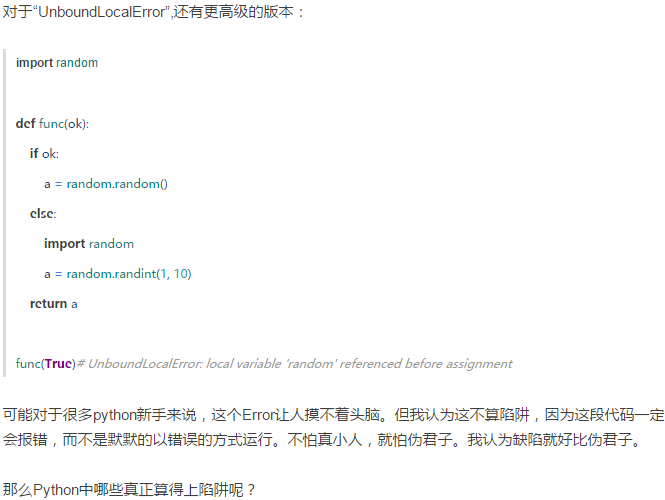 对于“UnboundLocalError”,还有更高级的版本：
import random
def func(ok):
if ok:
a = random.random()
else:
import random
a = random.randint(1, 10)
return a
func(True)# UnboundLocalError: local variable 'random' referenced before assignment
可能对于很多python新手来说，这个Error让人摸不着头脑。但我认为这不算陷阱，因为这段代码一定
会报错，而不是默默的以错误的方式运行。不怕真小人，就怕伪君子。我认为缺陷就好比伪君子。
那么Python中哪些真正算得上陷阱呢？